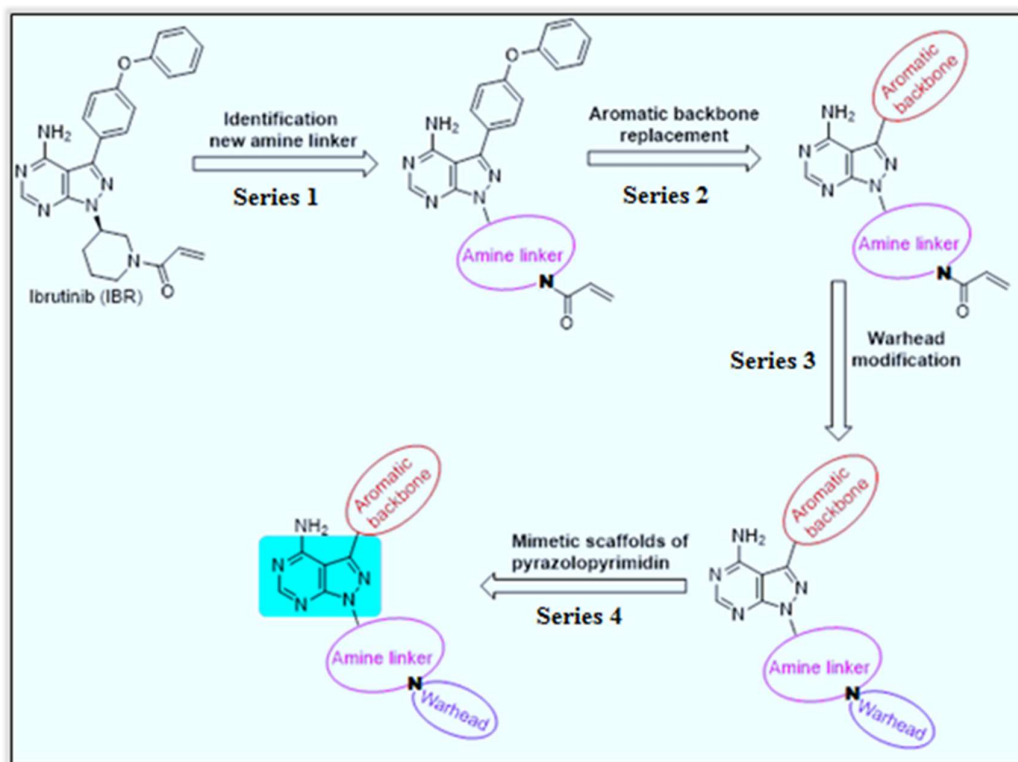 O
NH₂
N
N
N
N
N
O
Ibrutinib (IBR)
Identification
new amine linker
Series 1
O
NH₂
N
N
N
N
Amine linker
N
O
Aromatic backbone
replacement
Series 2
Aromatic
backbone
NH₂
N
N
N
N
Amine linker
N
O
Series 3
Warhead
modification
Aromatic
backbone
NH₂
N
N
N
N
Amine linker
N
Warhead
Mimetic scaffolds of
pyrazolopyrimidin
Series 4
Aromatic
backbone
NH₂
N
N
N
N
Amine linker
N
Warhead